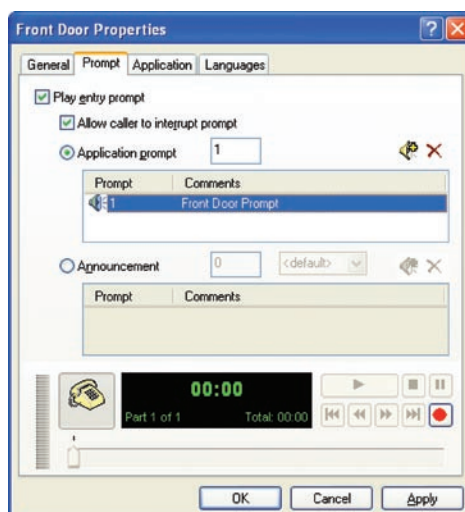 Front Door Properties
General Prompt Application Languages
Play entry prompt
Allow caller to interrupt prompt
Application prompt 1
Prompt Comments
1 Front Door Prompt
Announcement 0 <default>
Prompt Comments
00:00
Part 1 of 1 Total: 00:00
OK Cancel Apply